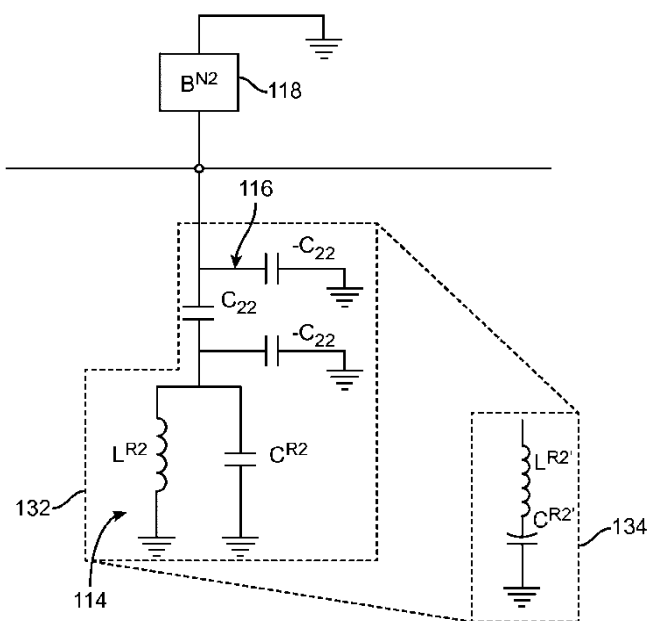 B^N2
118
116
-C₂₂
C₂₂
-C₂₂
L^R2
C^R2
L^R2'
C^R2'
132
134
114